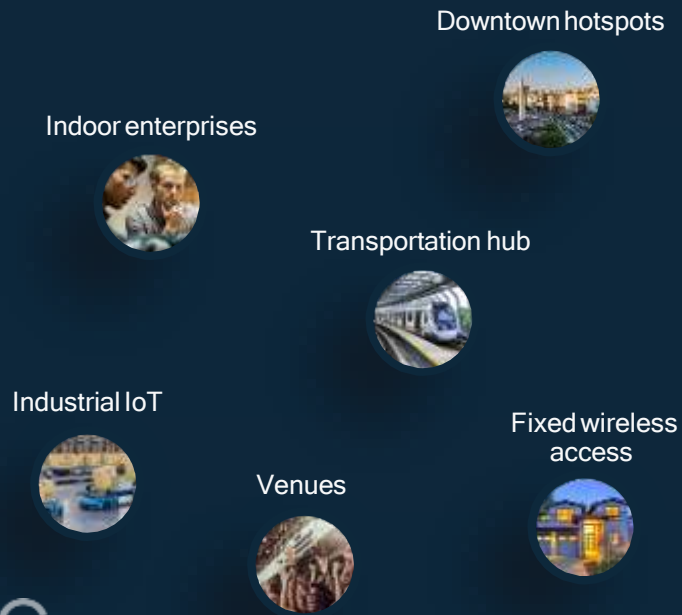 Downtown hotspots
Indoor enterprises
Transportation hub
Industrial IoT
Fixed wireless
access
Venues